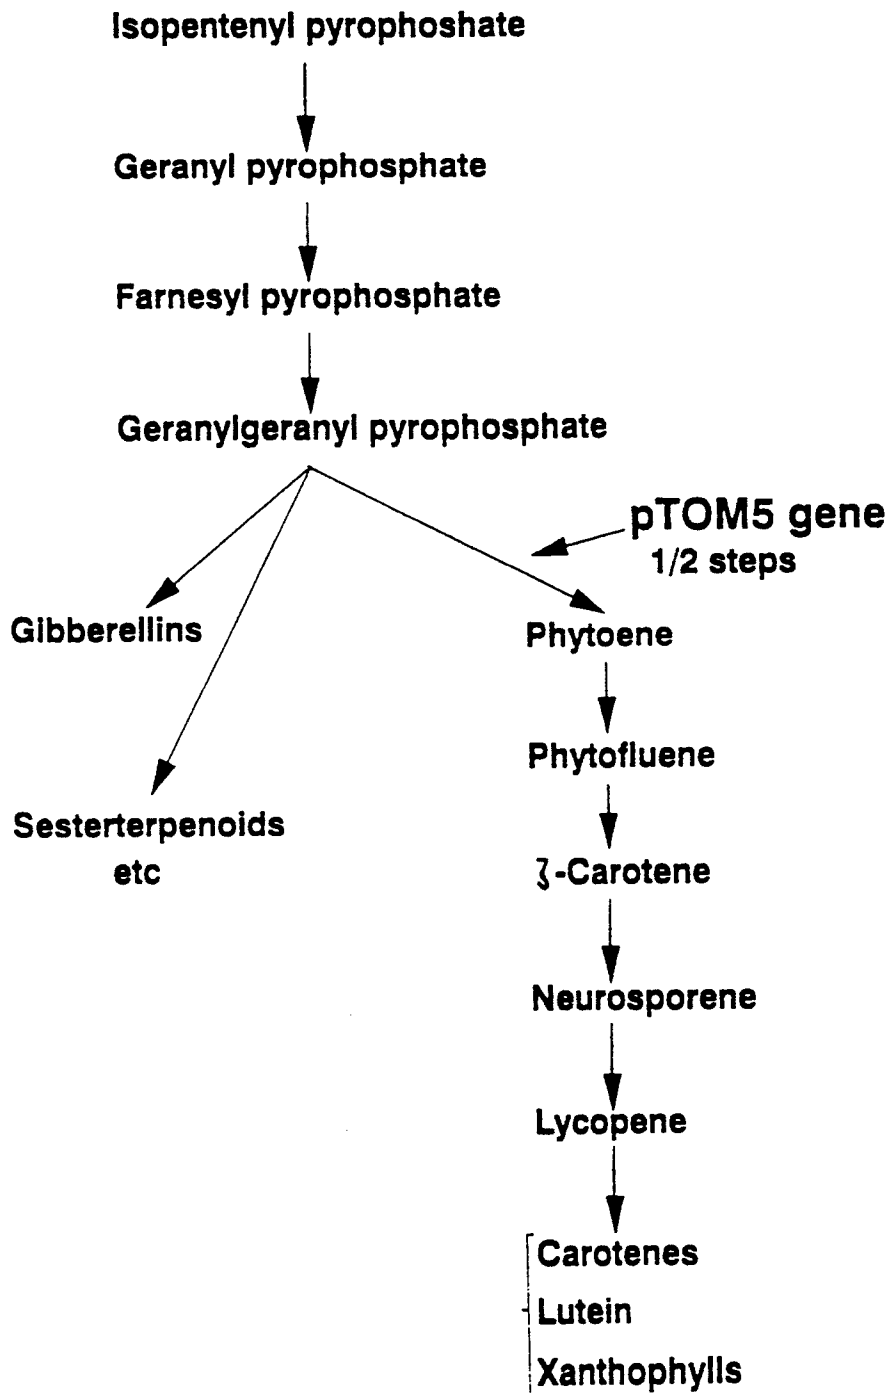 Isopentenyl pyrophoshate
Geranyl pyrophosphate
Farnesyl pyrophosphate
Geranylgeranyl pyrophosphate
pTOM5 gene
1/2 steps
Gibberellins
Phytoene
Phytofluene
Sesterterpenoids
etc
ζ-Carotene
Neurosporene
Lycopene
Carotenes
Lutein
Xanthophylls